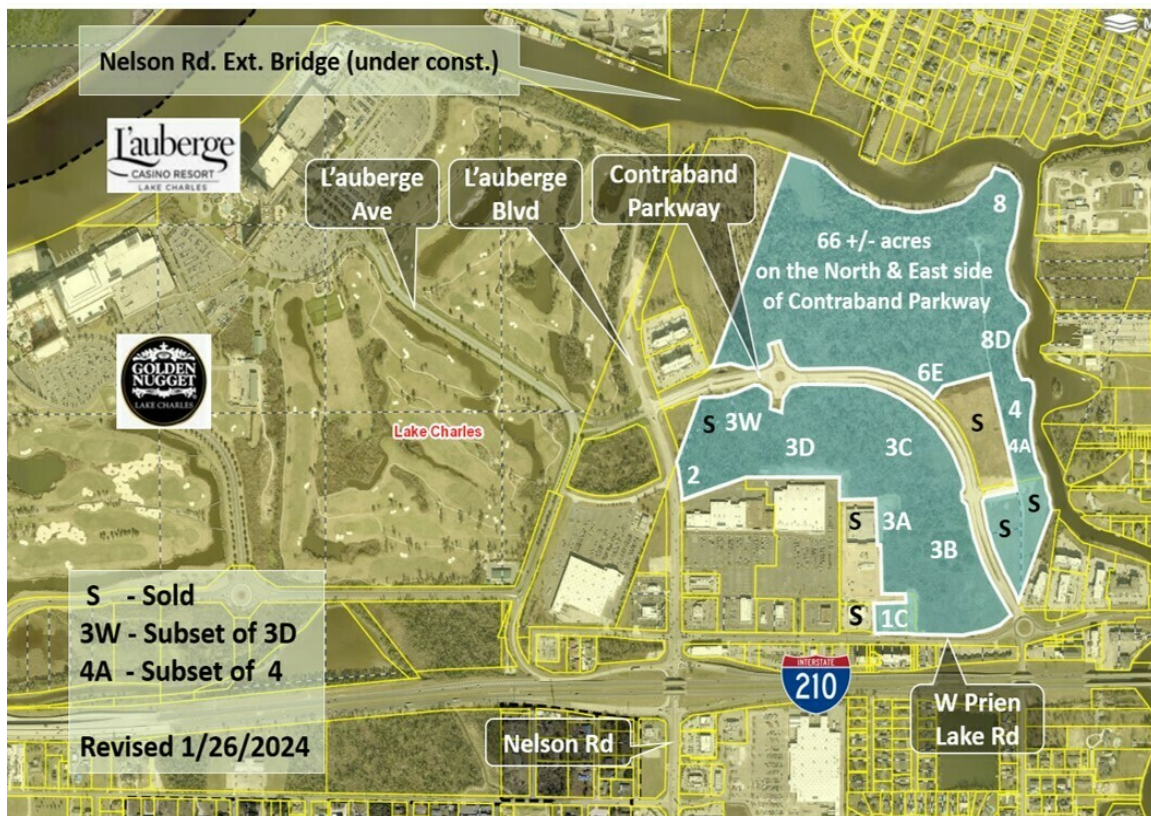 M
Nelson Rd. Ext. Bridge (under const.)
L'auberge
CASINO RESORT
LAKE CHARLES
L'auberge
Ave
L'auberge
Blvd
Contraband
Parkway
8
66 +/- acres
on the North & East side
of Contraband Parkway
8D
GOLDEN
NUGGET
LAKE CHARLES
6E
4
S
3W
S
Lake Charles
3D
3C
4A
2
S
S
S
3A
3B
S
1C
S - Sold
3W - Subset of 3D
4A - Subset of 4
Revised 1/26/2024
INTERSTATE
210
W Prien
Lake Rd
Nelson Rd